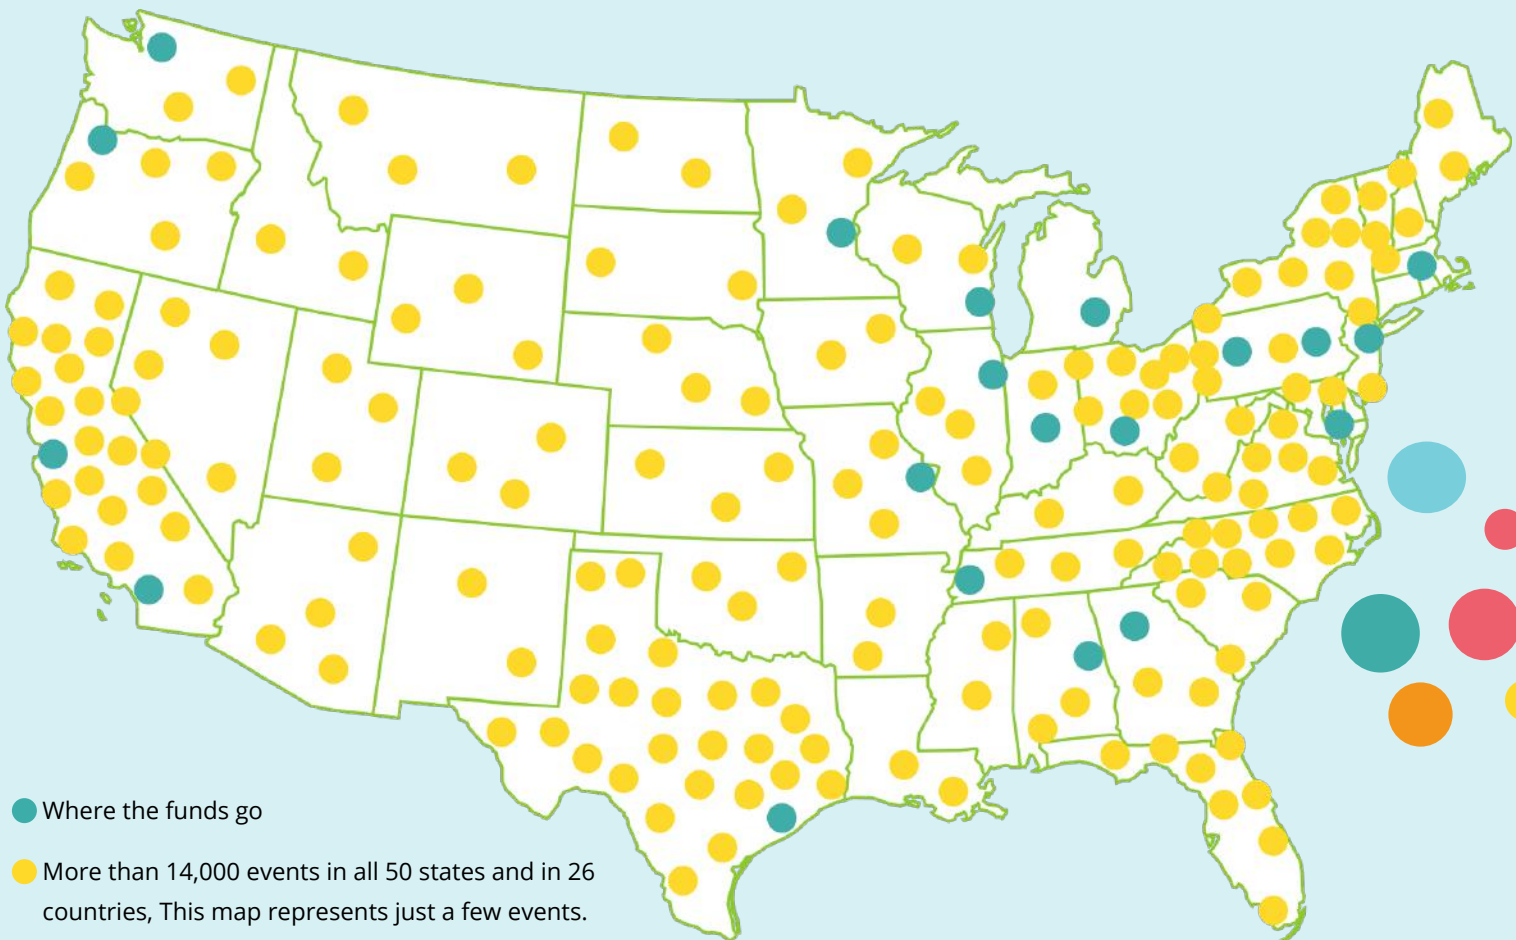 Where the funds go
More than 14,000 events in all 50 states and in 26
countries, This map represents just a few events.